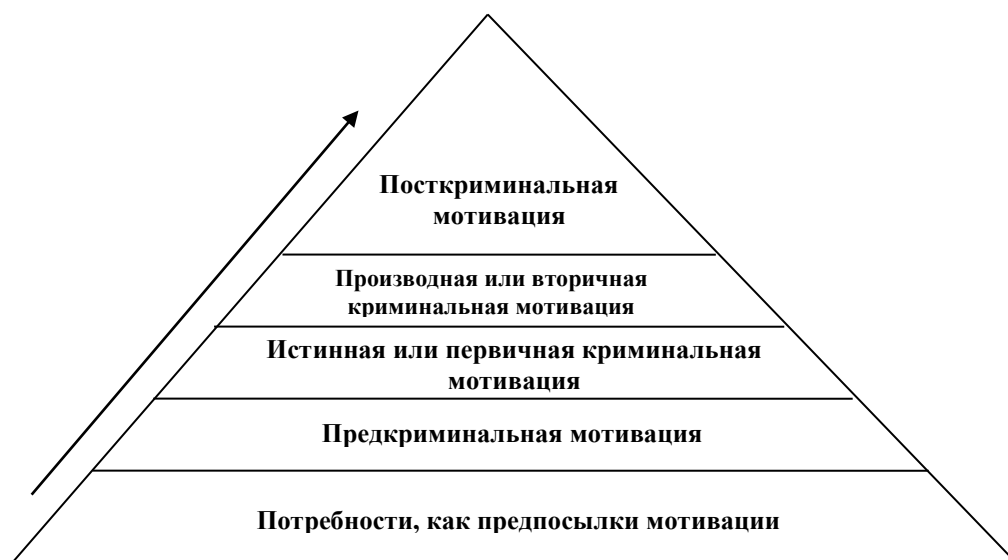 Посткриминальная
мотивация
Производная или вторичная
криминальная мотивация
Истинная или первичная криминальная
мотивация
Предкриминальная мотивация
Потребности, как предпосылки мотивации